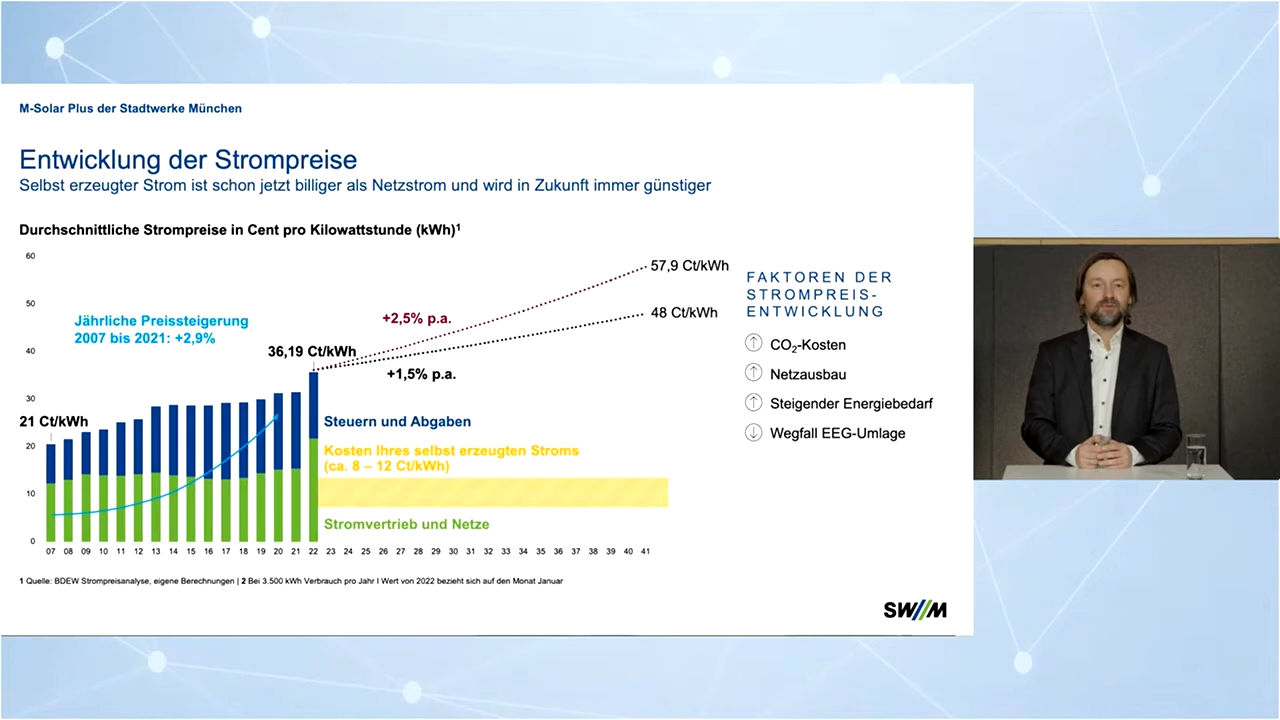 M-Solar Plus der Stadtwerke München
Entwicklung der Strompreise
Selbst erzeugter Strom ist schon jetzt billiger als Netzstrom und wird in Zukunft immer günstiger
Durchschnittliche Strompreise in Cent pro Kilowattstunde (kWh)¹
60
50
40
30
20
10
0
Jährliche Preissteigerung
2007 bis 2021: +2,9%
21 Ct/kWh
36,19 Ct/kWh
+2,5% p.a.
+1,5% p.a.
57,9 Ct/kWh
48 Ct/kWh
Steuern und Abgaben
Kosten Ihres selbst erzeugten Stroms
(ca. 8 – 12 Ct/kWh)
Stromvertrieb und Netze
07 08 09 10 11 12 13 14 15 16 17 18 19 20 21 22 23 24 25 26 27 28 29 30 31 32 33 34 35 36 37 38 39 40 41
FAKTOREN DER
STROMPREIS-
ENTWICKLUNG
CO₂-Kosten
Netzausbau
Steigender Energiebedarf
Wegfall EEG-Umlage
1 Quelle: BDEW Strompreisanalyse, eigene Berechnungen | 2 Bei 3.500 kWh Verbrauch pro Jahr I Wert von 2022 bezieht sich auf den Monat Januar
SW//M